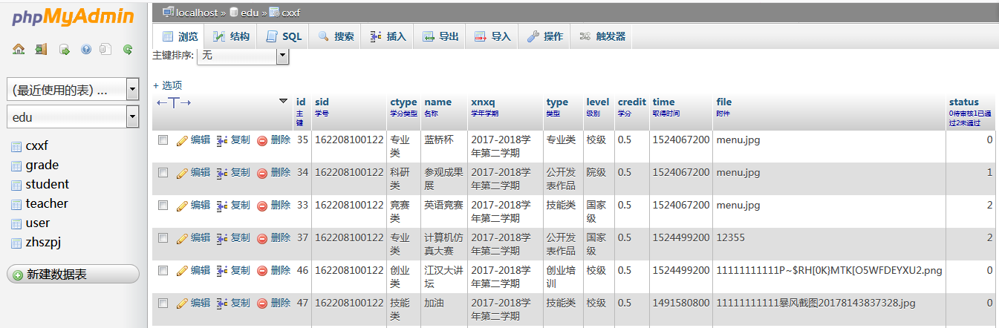 phpMyAdmin
(最近使用的表) ...
edu
cxxf
grade
student
teacher
user
zhszpj
新建数据表
localhost » edu » cxxf
浏览 结构 SQL 搜索 插入 导出 导入 操作 触发器
主键排序: 无
+ 选项
←T→ id sid ctype name xnxq type level credit time file status
主 学号 学分类型 名称 学年学期 类型 级别 学分 取得时间 附件 0待审核1已通
键 过2未通过
编辑 复制 删除 35 162208100122 专业 蓝桥杯 2017-2018学 专业类 校级 0.5 1524067200 menu.jpg 0
类 年第二学期
编辑 复制 删除 34 162208100122 科研 参观成果 2017-2018学 公开发 院级 0.5 1524067200 menu.jpg 1
类 展 年第二学期 表作品
编辑 复制 删除 33 162208100122 竞赛 英语竞赛 2017-2018学 技能类 国家 0.5 1524067200 menu.jpg 2
类 年第二学期 级
编辑 复制 删除 37 162208100122 专业 计算机仿 2017-2018学 公开发 国家 0.5 1524499200 12355 2
类 真大赛 年第二学期 表作品 级
编辑 复制 删除 46 162208100122 创业 江汉大讲 2017-2018学 创业培 校级 0.5 1524499200 11111111111P~$RH[0K}MTK[O5WFDEYXU2.png 0
类 坛 年第二学期 训
编辑 复制 删除 47 162208100122 技能 加油 2017-2018学 技能类 校级 0.5 1491580800 11111111111暴风截图20178143837328.jpg 0
类 年第二学期